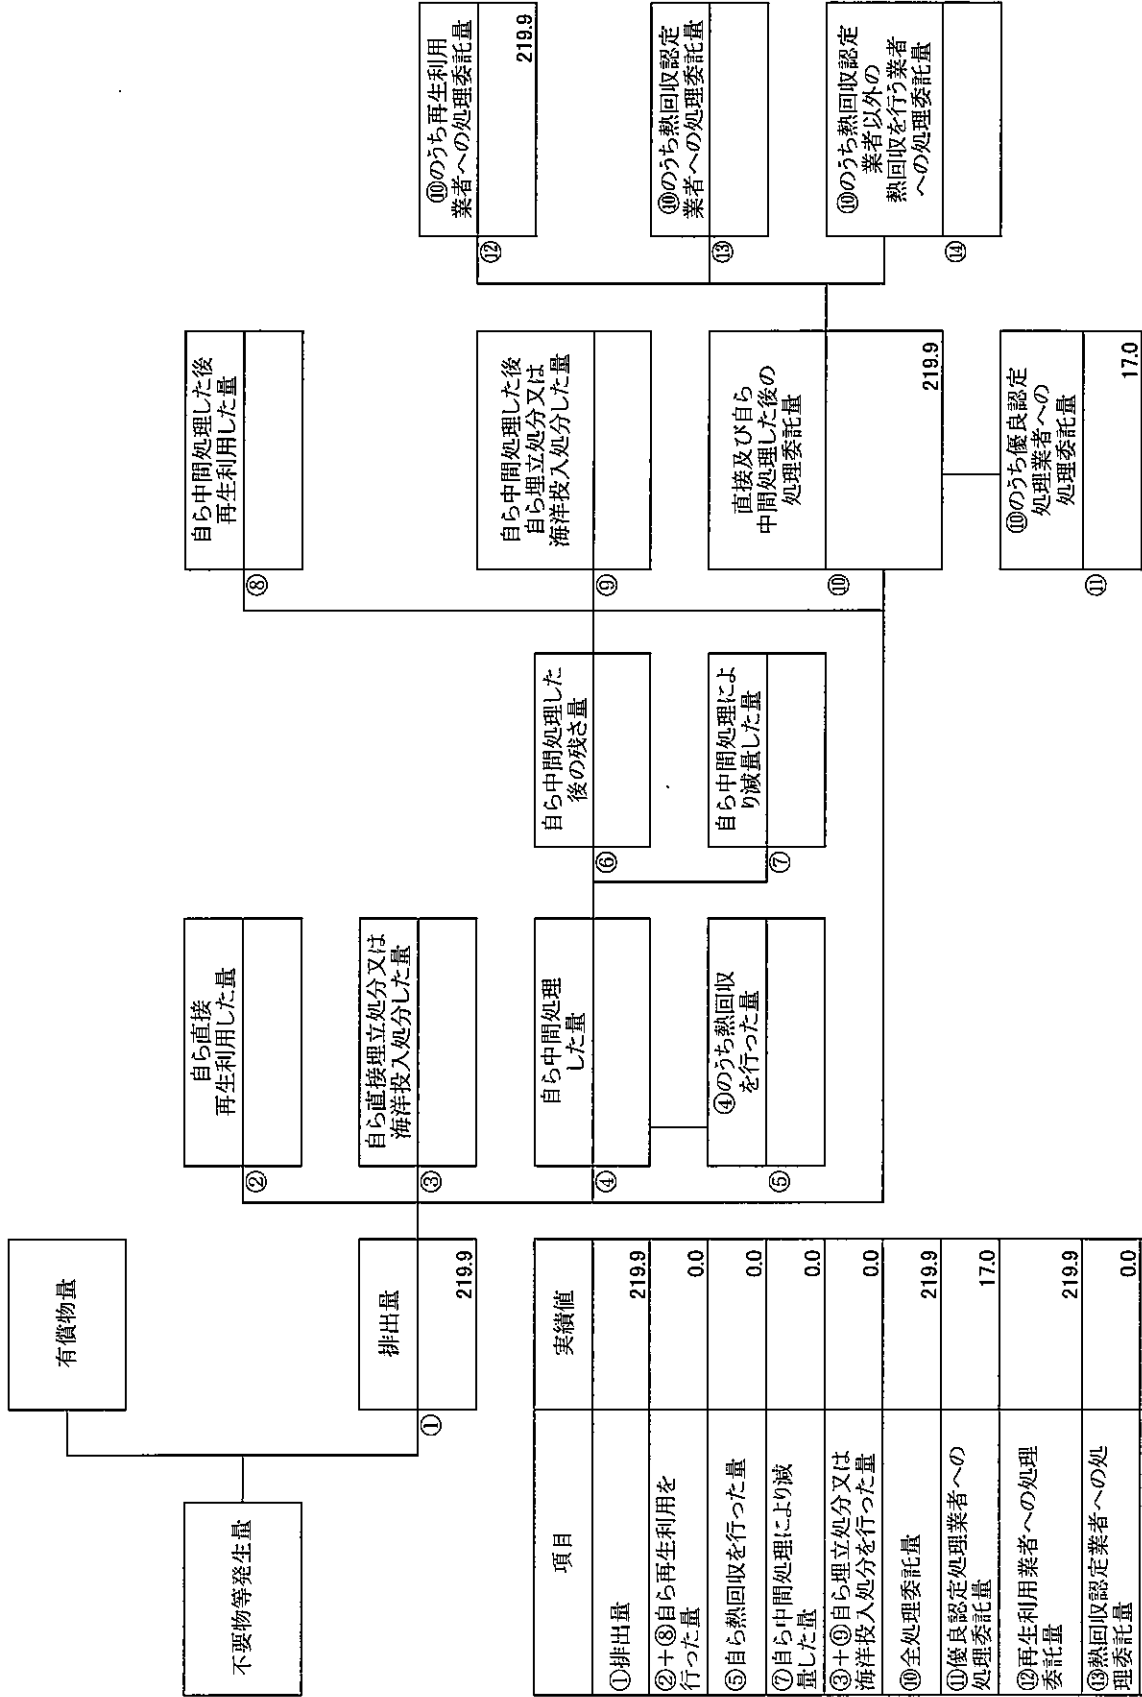 有償物量
不要物等発生量
①
排出量
219.9
②
自ら直接
再生利用した量
③
自ら直接埋立処分又は
海洋投入処分した量
④
自ら中間処理
した量
⑤
④のうち熱回収
を行った量
⑥
自ら中間処理した
後の残さ量
⑦
自ら中間処理によ
り減量した量
⑧
自ら中間処理した後
再生利用した量
⑨
自ら中間処理した後
自ら埋立処分又は
海洋投入処分した量
⑩
直接及び自ら
中間処理した後の
処理委託量
219.9
⑪
⑩のうち優良認定
処理業者への
処理委託量
17.0
⑫
⑩のうち再生利用
業者への処理委託量
219.9
⑬
⑩のうち熱回収認定
業者への処理委託量
⑭
⑩のうち熱回収認定
業者以外の
熱回収を行う業者
への処理委託量
項目 実績値
①排出量 219.9
②+⑧自ら再生利用を
行った量 0.0
⑤自ら熱回収を行った量 0.0
⑦自ら中間処理により減
量した量 0.0
③+⑨自ら埋立処分又は
海洋投入処分を行った量 0.0
⑩全処理委託量 219.9
⑪優良認定処理業者への
処理委託量 17.0
⑫再生利用業者への処理
委託量 219.9
⑬熱回収認定業者への処
理委託量 0.0